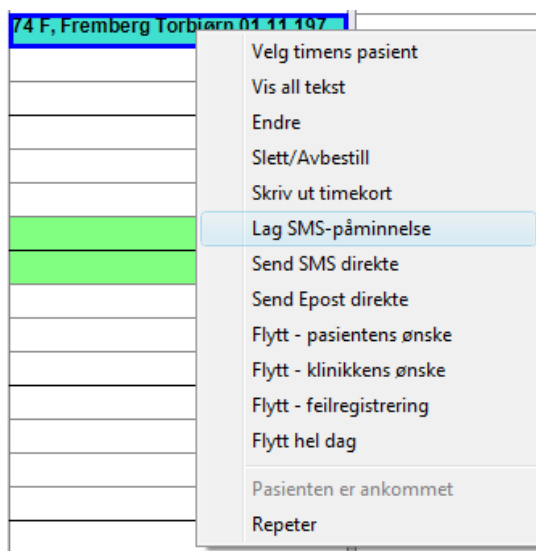 74 F, Fremberg Torbjørn 01.11.197
Velg timens pasient
Vis all tekst
Endre
Slett/Avbestill
Skriv ut timekort
Lag SMS-påminnelse
Send SMS direkte
Send Epost direkte
Flytt - pasientens ønske
Flytt - klinikkens ønske
Flytt - feilregistrering
Flytt hel dag
Pasienten er ankommet
Repeter